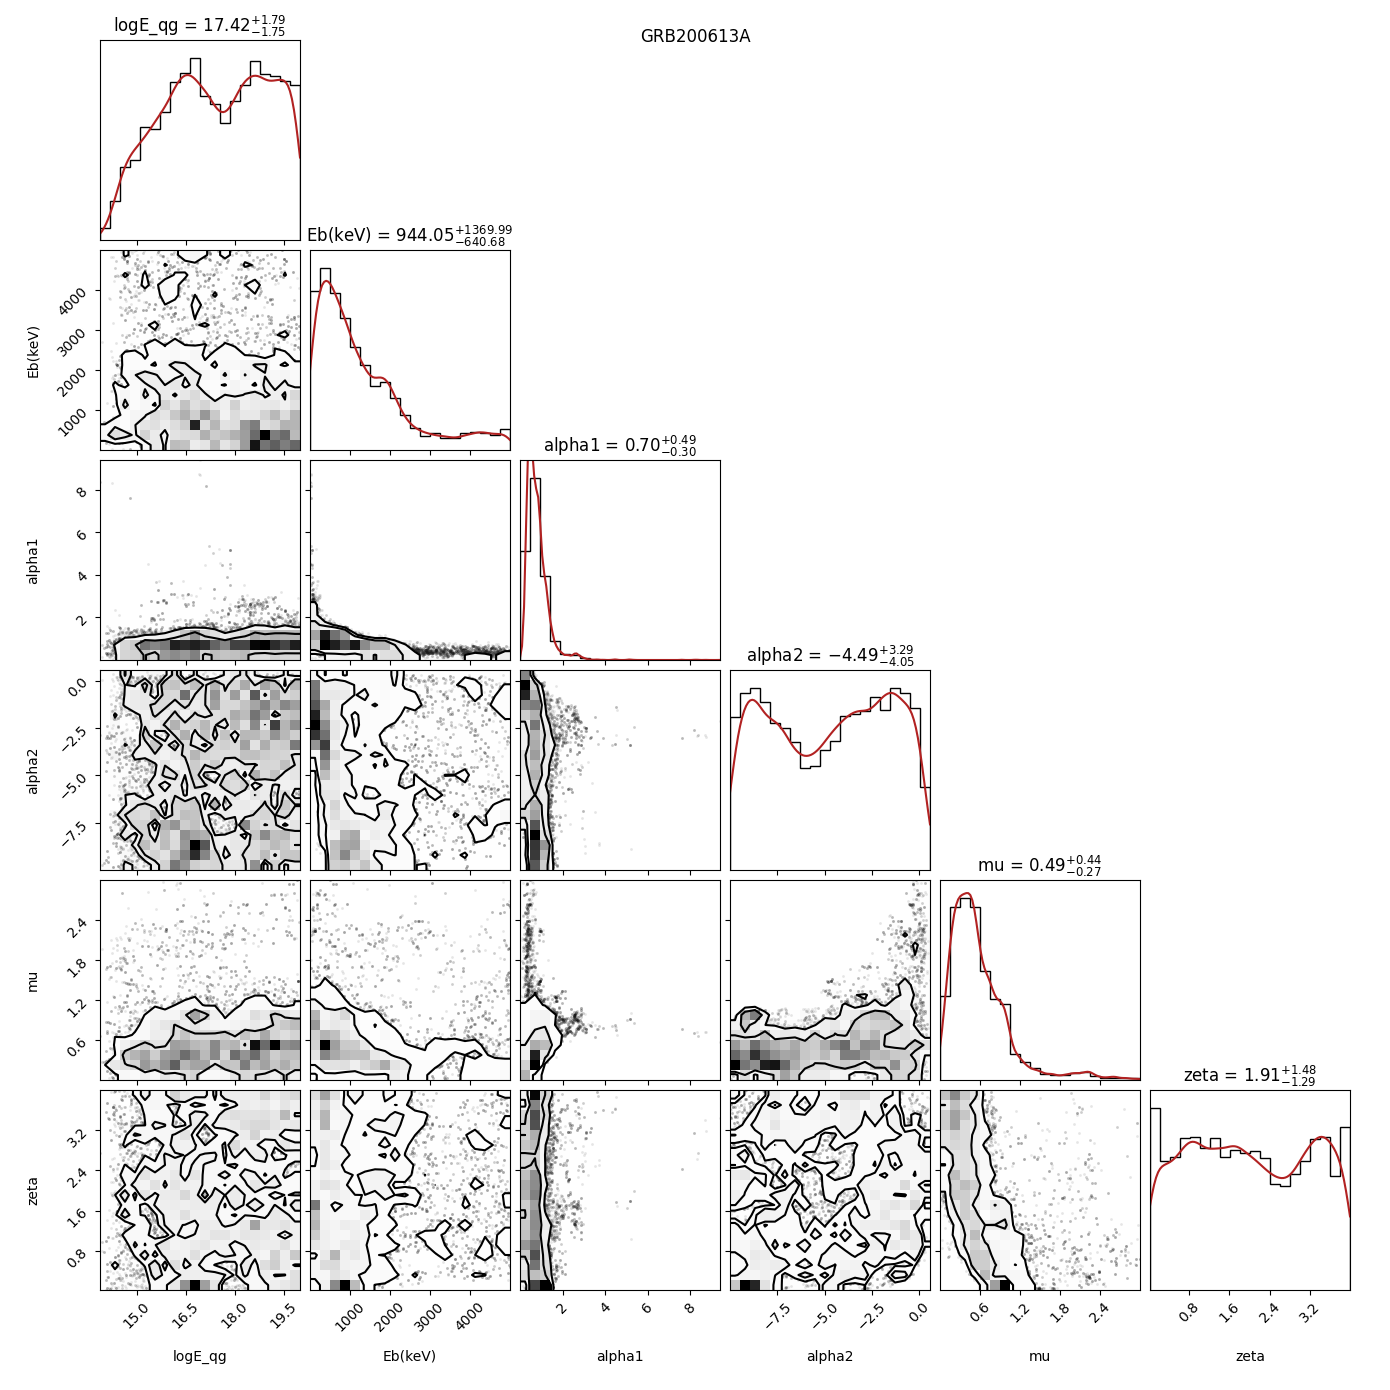 GRB200613A
logE_qg = 17.42+1.79 −1.75
Eb(keV) = 944.05+1369.99 −640.68
4000
3000
2000
1000
Eb(keV)
alpha1 = 0.70+0.49 −0.30
8
6
4
2
alpha1
alpha2 = −4.49+3.29 −4.05
0.0
−2.5
−5.0
−7.5
alpha2
mu = 0.49+0.44 −0.27
2.4
1.8
1.2
0.6
mu
zeta = 1.91+1.48 −1.29
3.2
2.4
1.6
0.8
zeta
15.0 16.5 18.0 19.5 1000 2000 3000 4000 2 4 6 8 −7.5 −5.0 −2.5 0.0 0.6 1.2 1.8 2.4 0.8 1.6 2.4 3.2
logE_qg Eb(keV) alpha1 alpha2 mu zeta